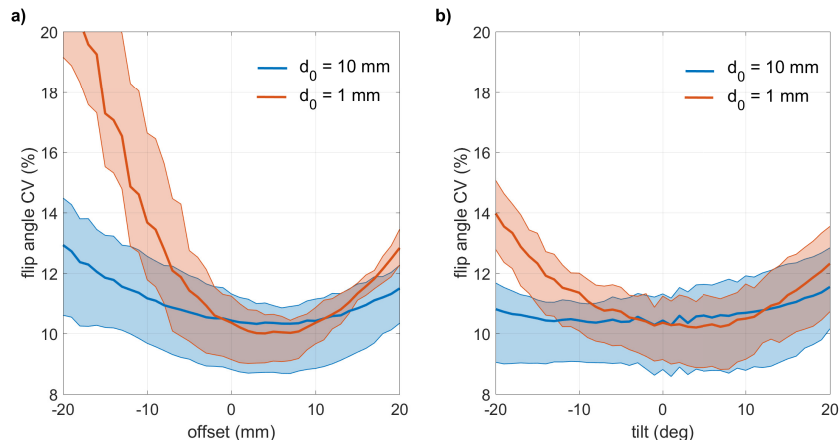 a)
flip angle CV (%)
20
18
16
14
12
10
8
-20 -10 0 10 20
offset (mm)
d0 = 10 mm
d0 = 1 mm
b)
flip angle CV (%)
20
18
16
14
12
10
8
-20 -10 0 10 20
tilt (deg)
d0 = 10 mm
d0 = 1 mm